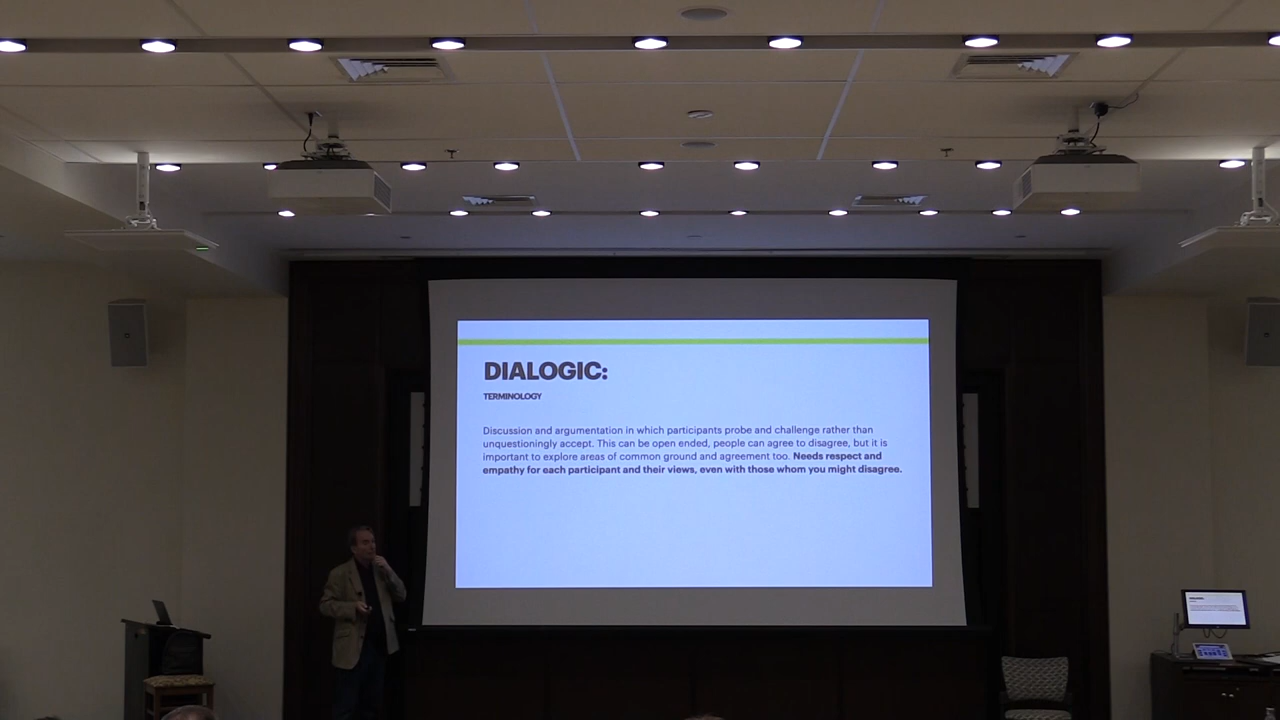 DIALOGIC:
TERMINOLOGY
Discussion and argumentation in which participants probe and challenge rather than
unquestioningly accept. This can be open ended, people can agree to disagree, but it is
important to explore areas of common ground and agreement too. Needs respect and
empathy for each participant and their views, even with those whom you might disagree.